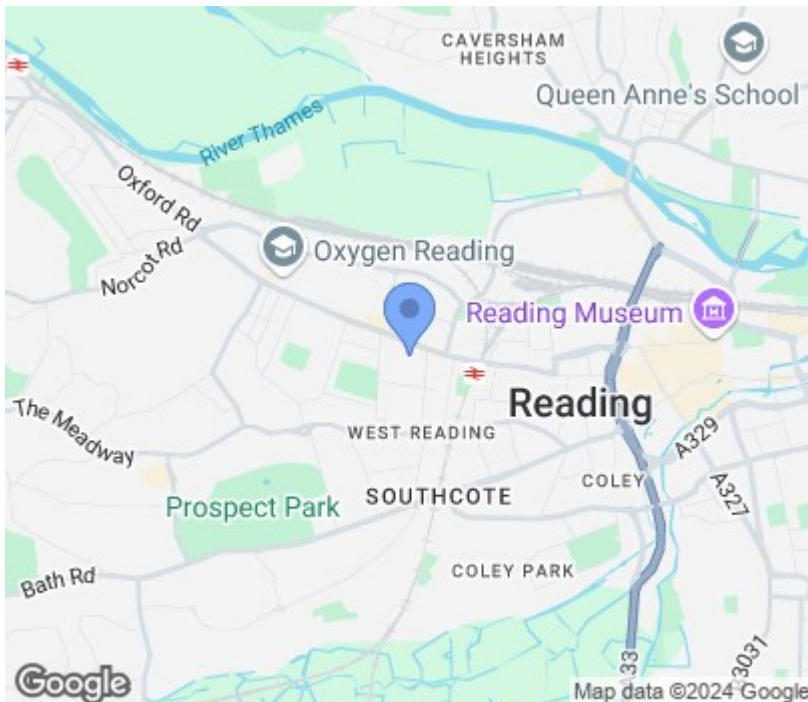 CAVERSHAM
HEIGHTS
Queen Anne's School
River Thames
Oxford Rd
Norcot Rd
Oxygen Reading
Reading Museum
The Meadway
Reading
WEST READING
A329
COLEY
A327
Prospect Park
SOUTHCOTE
Bath Rd
COLEY PARK
A33
B3031
Google
Map data ©2024 Google